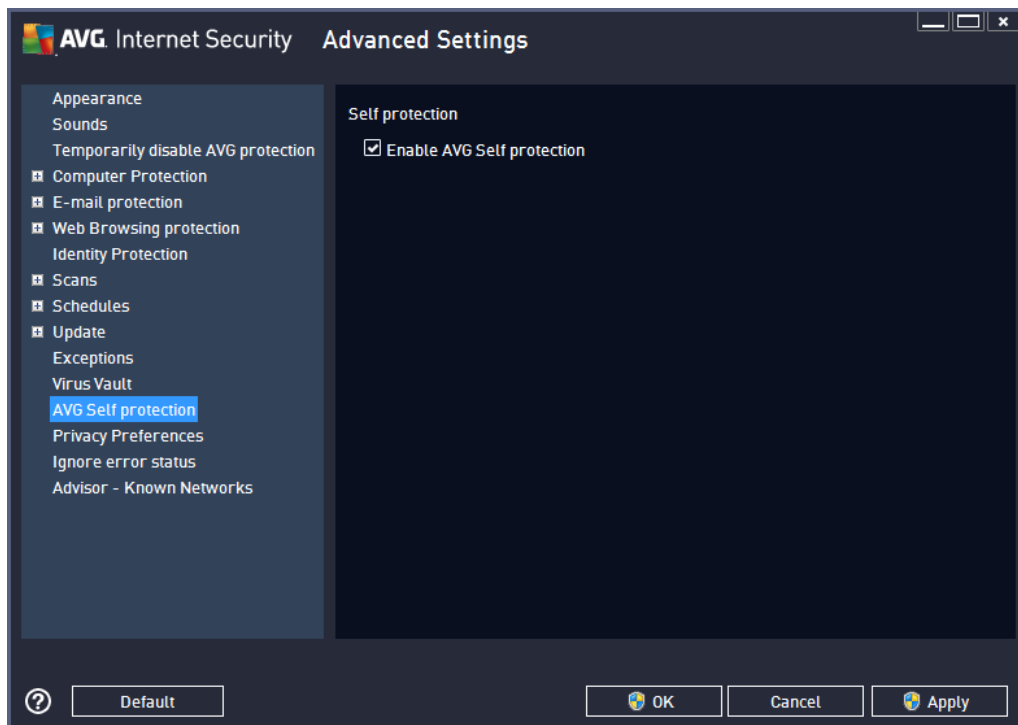 AVG. Internet Security Advanced Settings
Appearance
Sounds
Temporarily disable AVG protection
Computer Protection
E-mail protection
Web Browsing protection
Identity Protection
Scans
Schedules
Update
Exceptions
Virus Vault
AVG Self protection
Privacy Preferences
Ignore error status
Advisor - Known Networks
Self protection
Enable AVG Self protection
? Default OK Cancel Apply